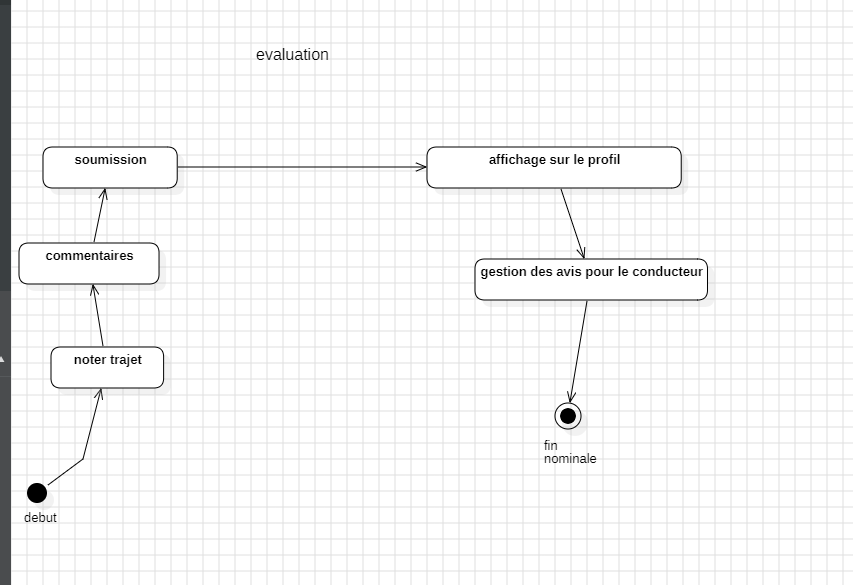 evaluation
soumission
affichage sur le profil
commentaires
gestion des avis pour le conducteur
noter trajet
fin
nominale
debut